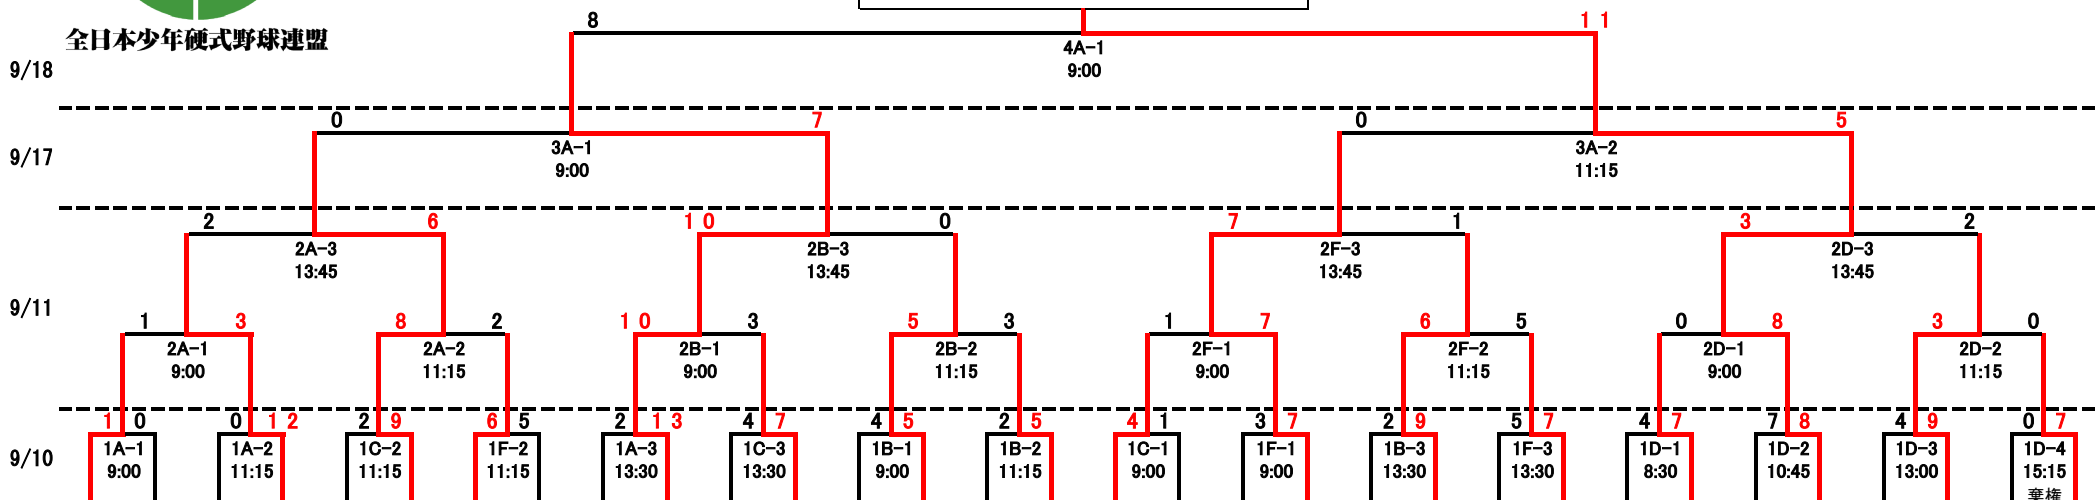 8 11
全日本少年硬式野球連盟
4A-1
9/18 9:00
0 7 0 5
9/17 3A-1 3A-2
9:00 11:15
2 6 10 0 7 1 3 2
2A-3 2B-3 2F-3 2D-3
13:45 13:45 13:45 13:45
9/11
1 3 8 2 10 3 5 3 1 7 6 5 0 8 3 0
2A-1 2A-2 2B-1 2B-2 2F-1 2F-2 2D-1 2D-2
9:00 11:15 9:00 11:15 9:00 11:15 9:00 11:15
1 0 0 12 2 9 6 5 2 13 4 7 4 5 2 5 4 1 3 7 2 9 5 7 4 7 7 8 4 9 0 7
9/10 1A-1 1A-2 1C-2 1F-2 1A-3 1C-3 1B-1 1B-2 1C-1 1F-1 1B-3 1F-3 1D-1 1D-2 1D-3 1D-4
9:00 11:15 11:15 11:15 13:30 13:30 9:00 11:15 9:00 9:00 13:30 13:30 8:30 10:45 13:00 15:15
棄権